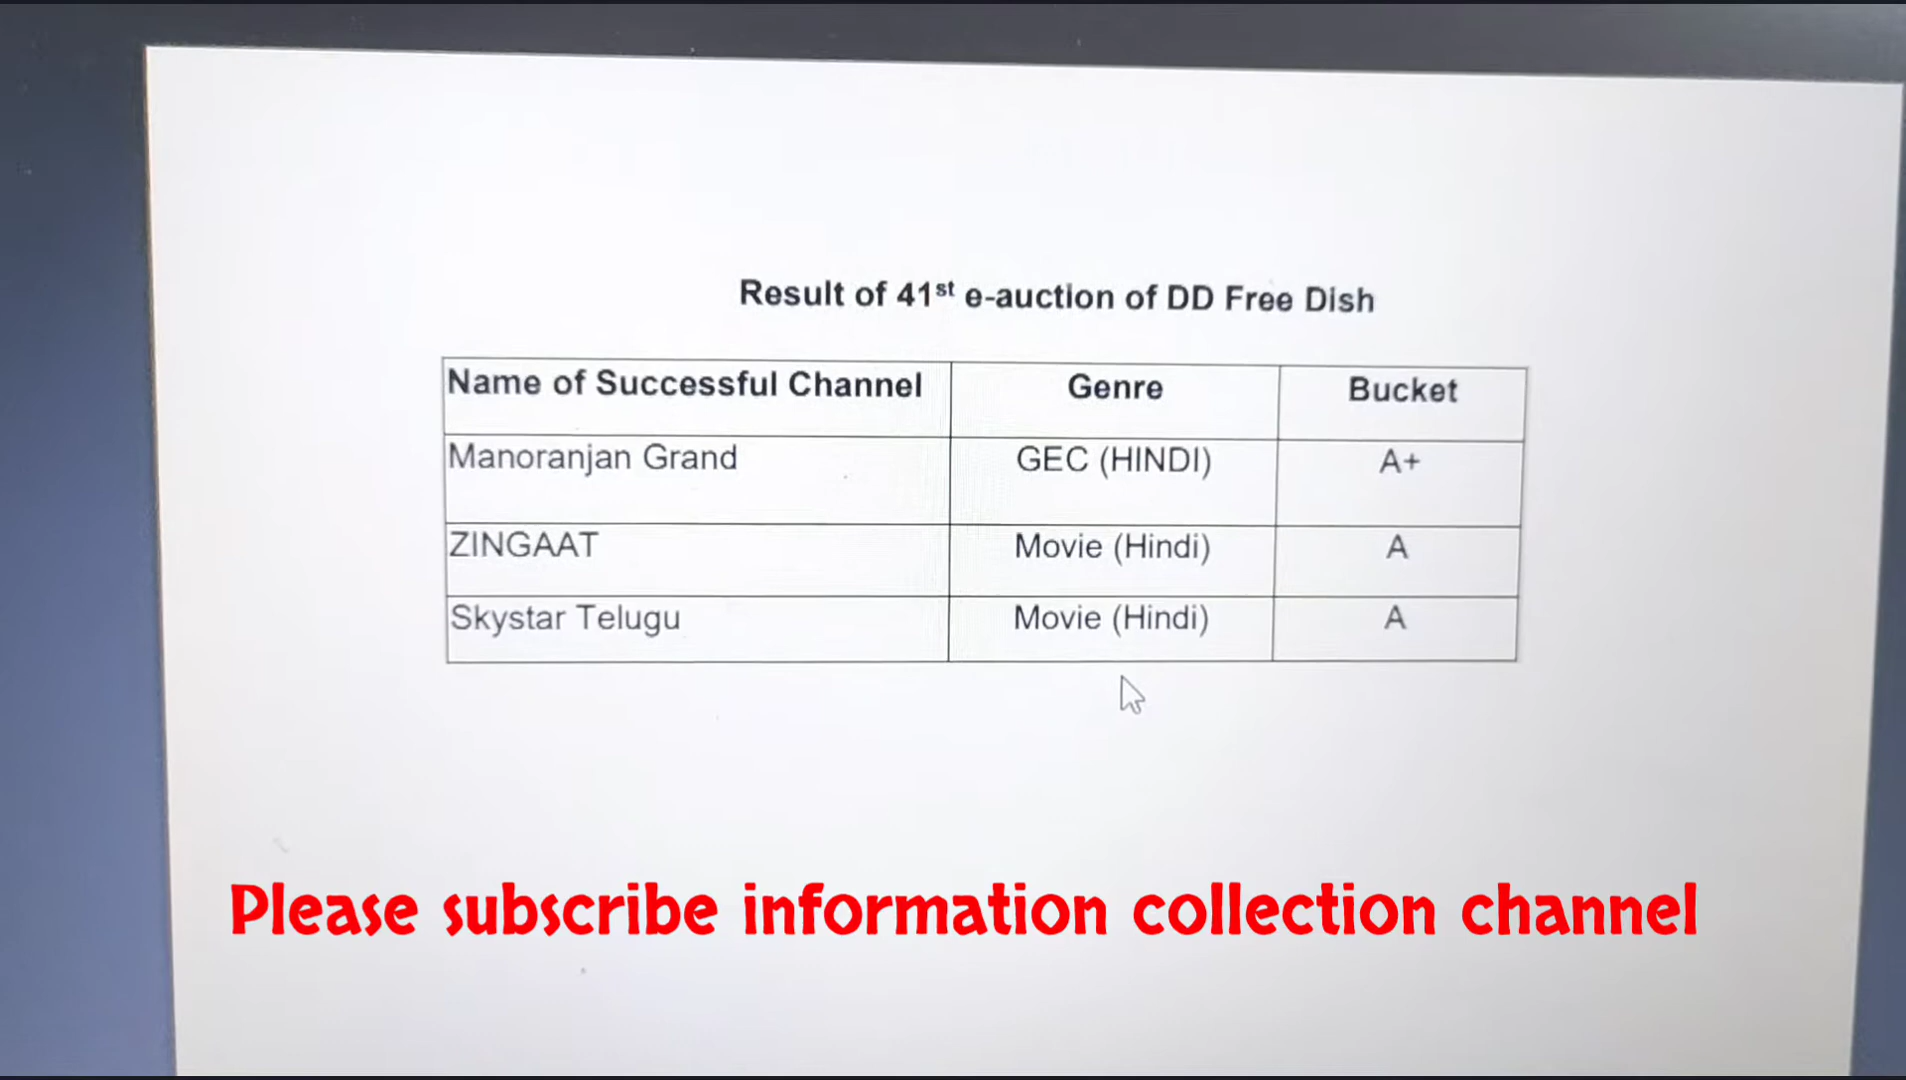 Result of 41st e-auction of DD Free Dish
Name of Successful Channel Genre Bucket
Manoranjan Grand GEC (HINDI) A+
ZINGAAT Movie (Hindi) A
Skystar Telugu Movie (Hindi) A
Please subscribe information collection channel